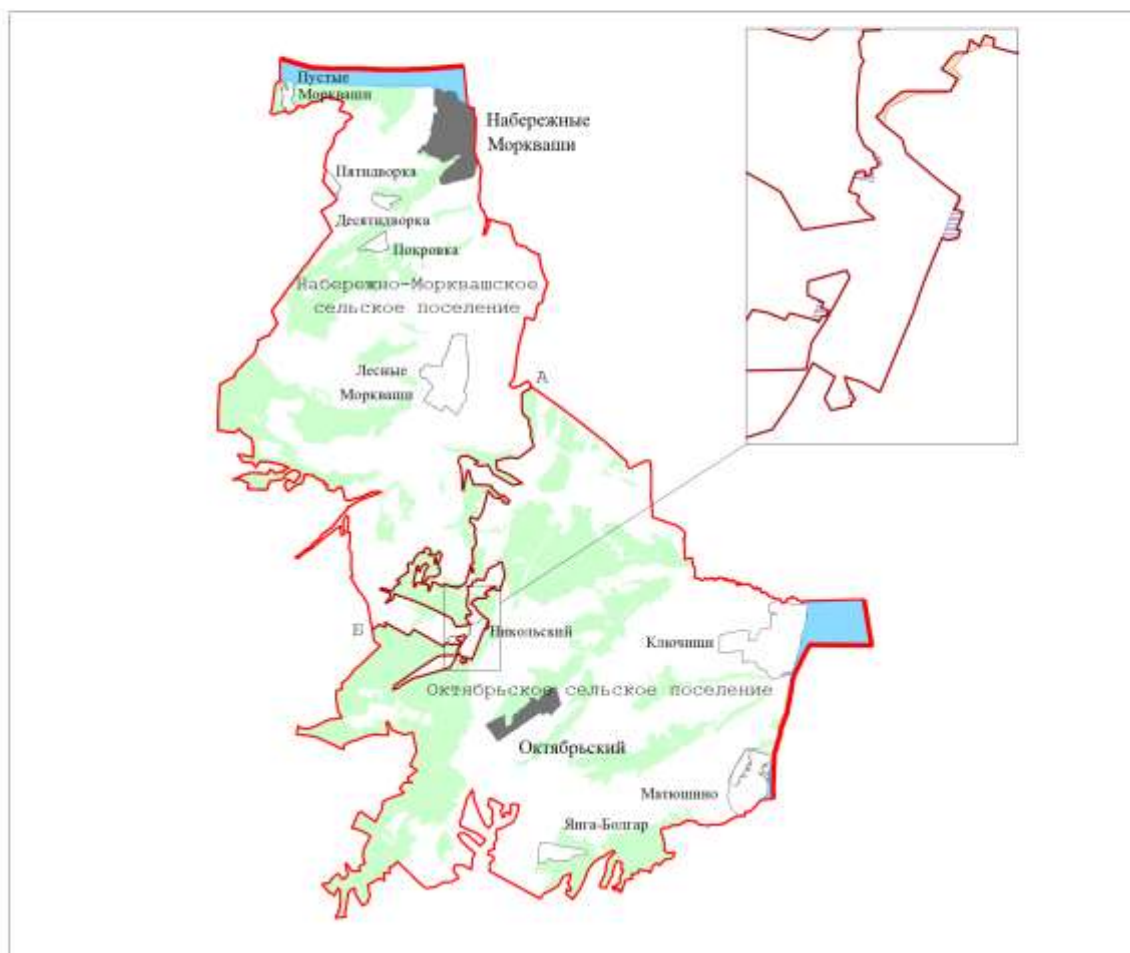 Пустые
Моркваши
Набережные
Моркваши
Пятидворка
Десятидворка
Покровка
Набережно-Морквашское
сельское поселение
Лесные
Моркваши
А
Б
Никольский
Ключищи
Октябрьское сельское поселение
Октябрьский
Матюшино
Янга-Болгар